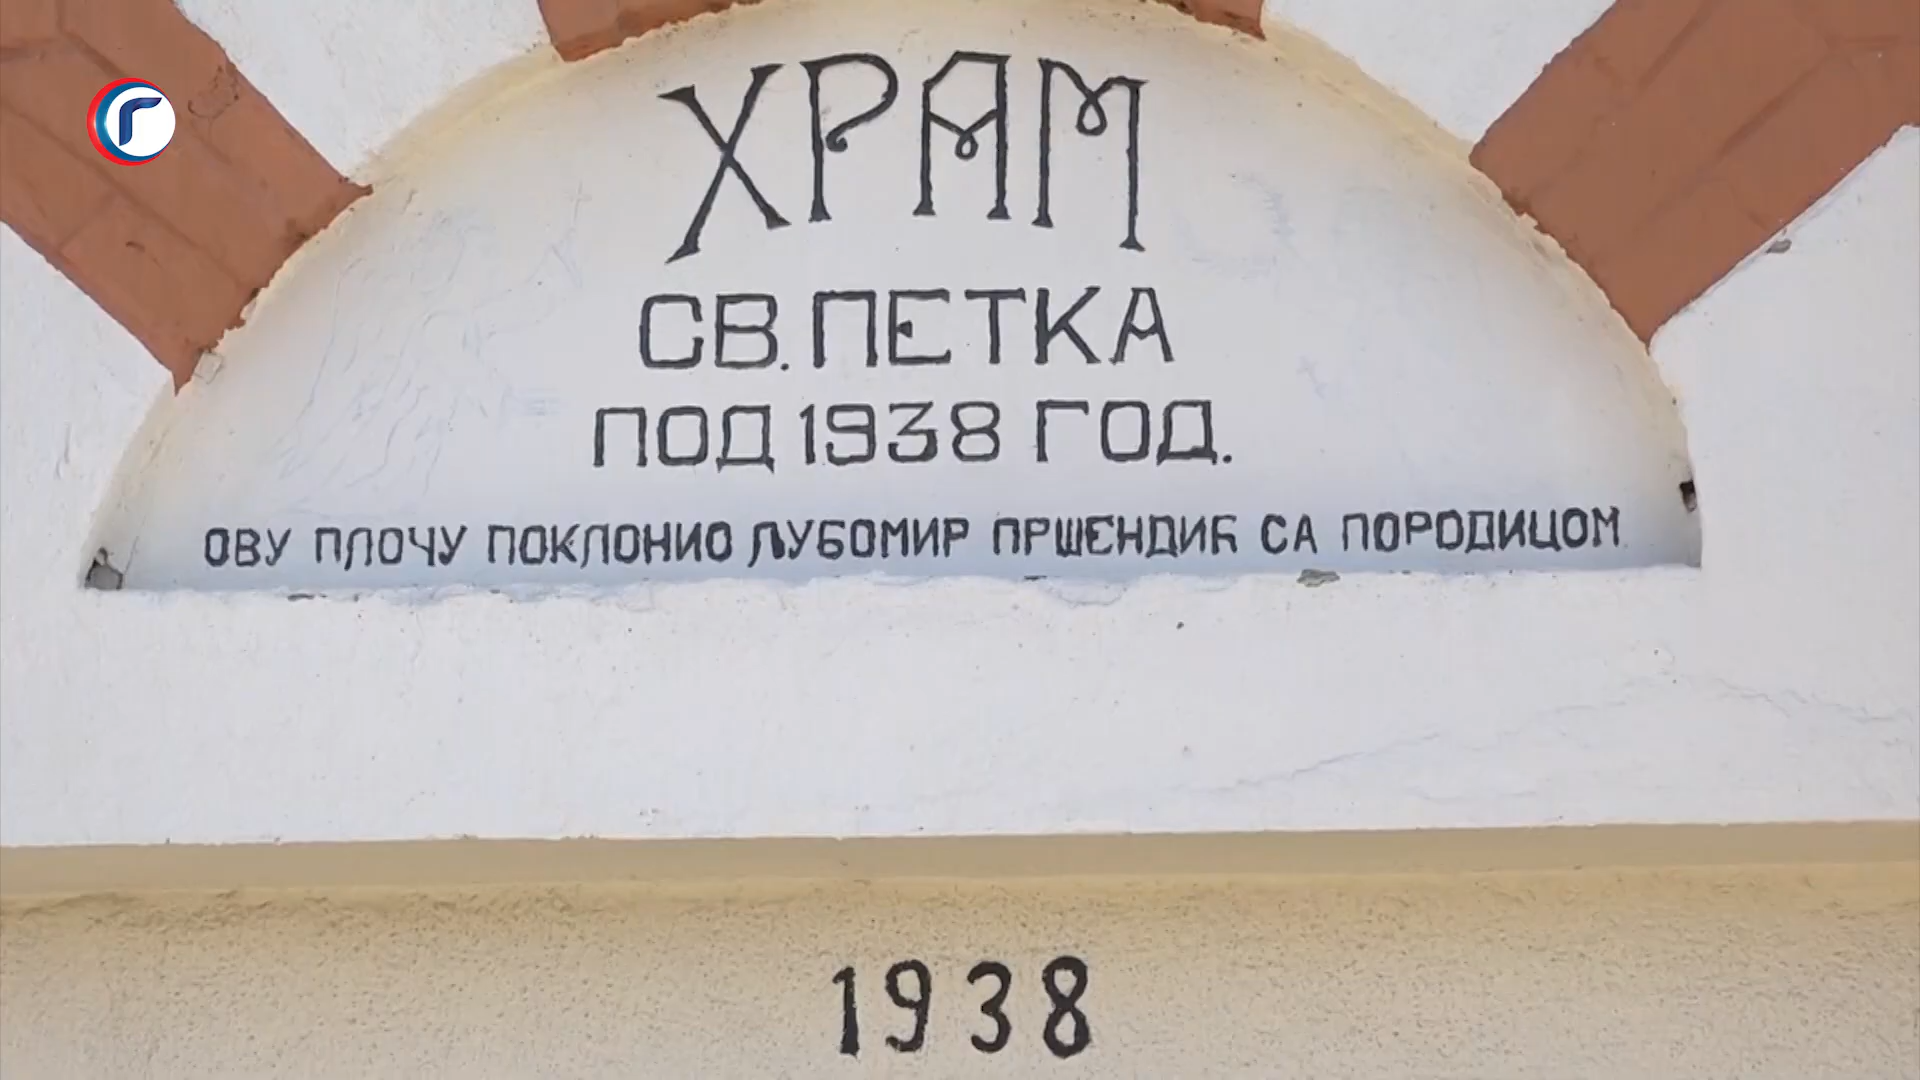 ХРАМ
СВ. ПЕТКА
ПОД 1938 ГОД.
ОВУ ПЛОЧУ ПОКЛОНИО ЉУБОМИР ПРШЕНДИЋ СА ПОРОДИЦОМ
1938